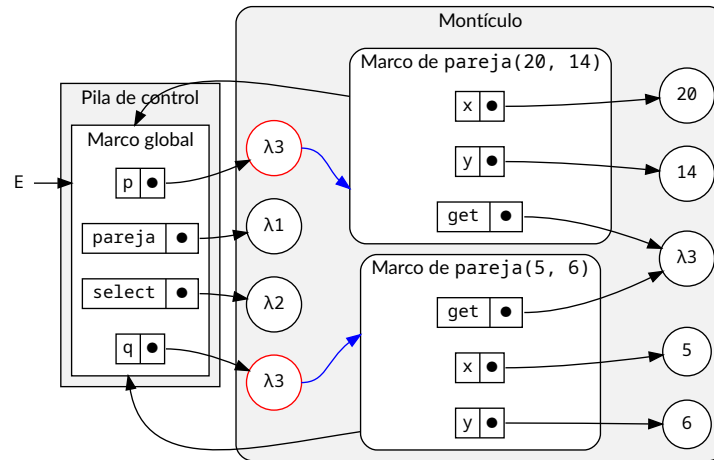 Montículo
Marco de pareja(20, 14)
x
20
y
14
get
λ3
Pila de control
Marco global
E
p
pareja
select
q
λ3
λ1
λ2
λ3
Marco de pareja(5, 6)
get
x
5
y
6